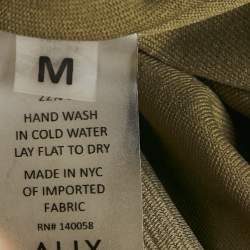 M
HAND WASH
IN COLD WATER
LAY FLAT TO DRY
MADE IN NYC
OF IMPORTED
FABRIC
RN# 140058